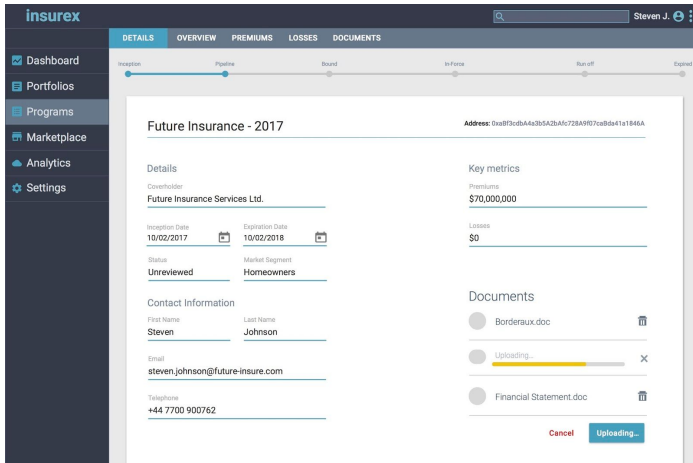 insurex
Steven J.
DETAILS OVERVIEW PREMIUMS LOSSES DOCUMENTS
Dashboard
Portfolios
Programs
Marketplace
Analytics
Settings
Inception Pipeline Bound In-Force Run off Expired
Future Insurance - 2017
Address: 0xaBf3cdbA4a3b5A2bAfc728A9f07caBda41a1846A
Details
Coverholder
Future Insurance Services Ltd.
Inception Date Expiration Date
10/02/2017 10/02/2018
Status Market Segment
Unreviewed Homeowners
Contact Information
First Name Last Name
Steven Johnson
Email
steven.johnson@future-insure.com
Telephone
+44 7700 900762
Key metrics
Premiums
$70,000,000
Losses
$0
Documents
Borderaux.doc
Uploading..
Financial Statement.doc
Cancel Uploading...